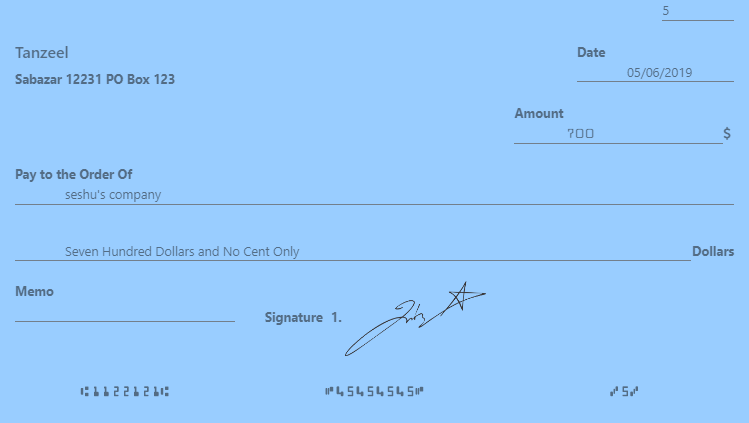 5
Tanzeel
Date
Sabazar 12231 PO Box 123
05/06/2019
Amount
700 $
Pay to the Order Of
seshu's company
Seven Hundred Dollars and No Cent Only Dollars
Memo
Signature 1.
⑆1122121⑆ ⑈45454545⑈ ⑇5⑇